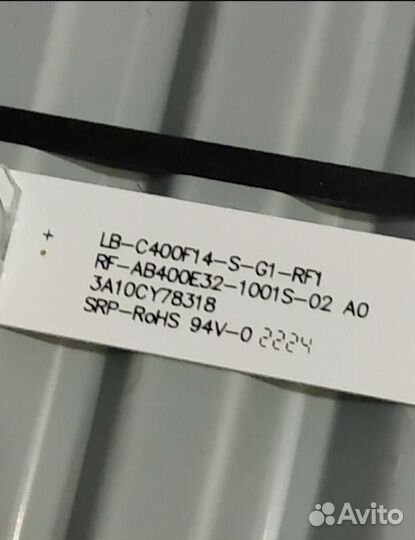 LB-C400F14-S-G1-RF1
RF-AB400E32-1001S-02 A0
3A10CY78318
SRP-RoHS 94V-0 2224
Avito